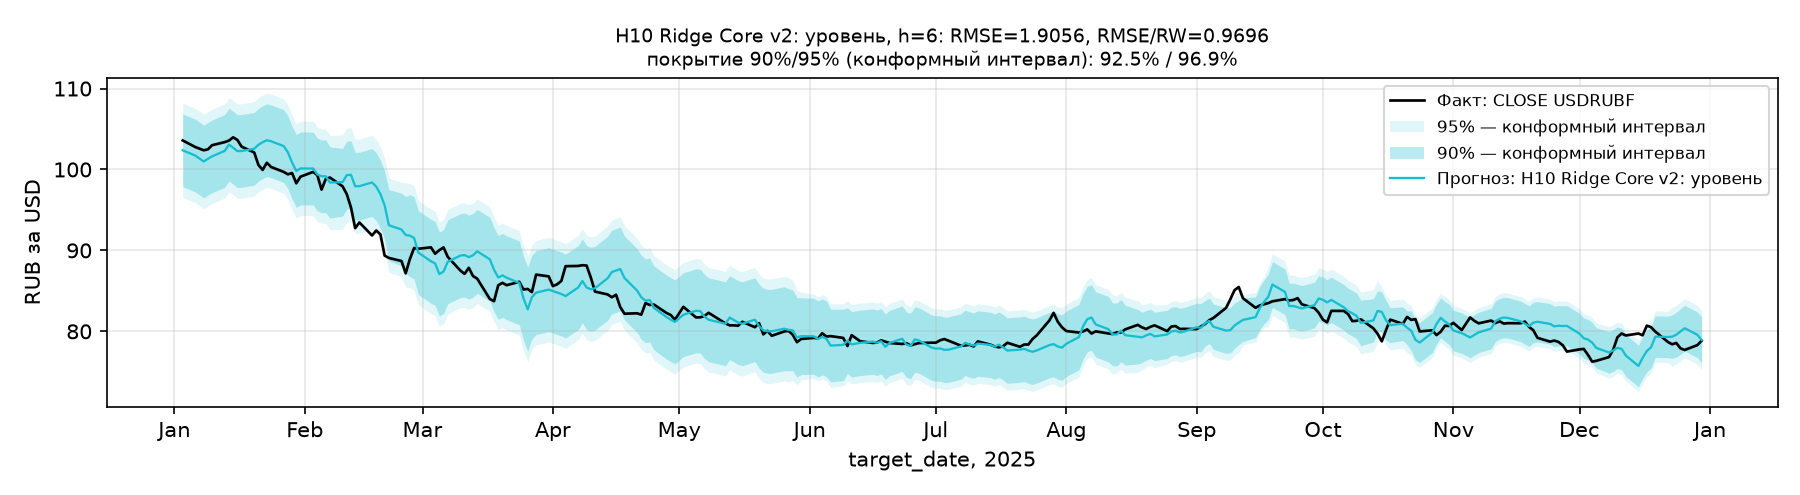 H10 Ridge Core v2: уровень, h=6: RMSE=1.9056, RMSE/RW=0.9696
покрытие 90%/95% (конформный интервал): 92.5% / 96.9%
110
100
90
80
RUB за USD
Факт: CLOSE USDRUBF
95% — конформный интервал
90% — конформный интервал
Прогноз: H10 Ridge Core v2: уровень
Jan Feb Mar Apr May Jun Jul Aug Sep Oct Nov Dec Jan
target_date, 2025